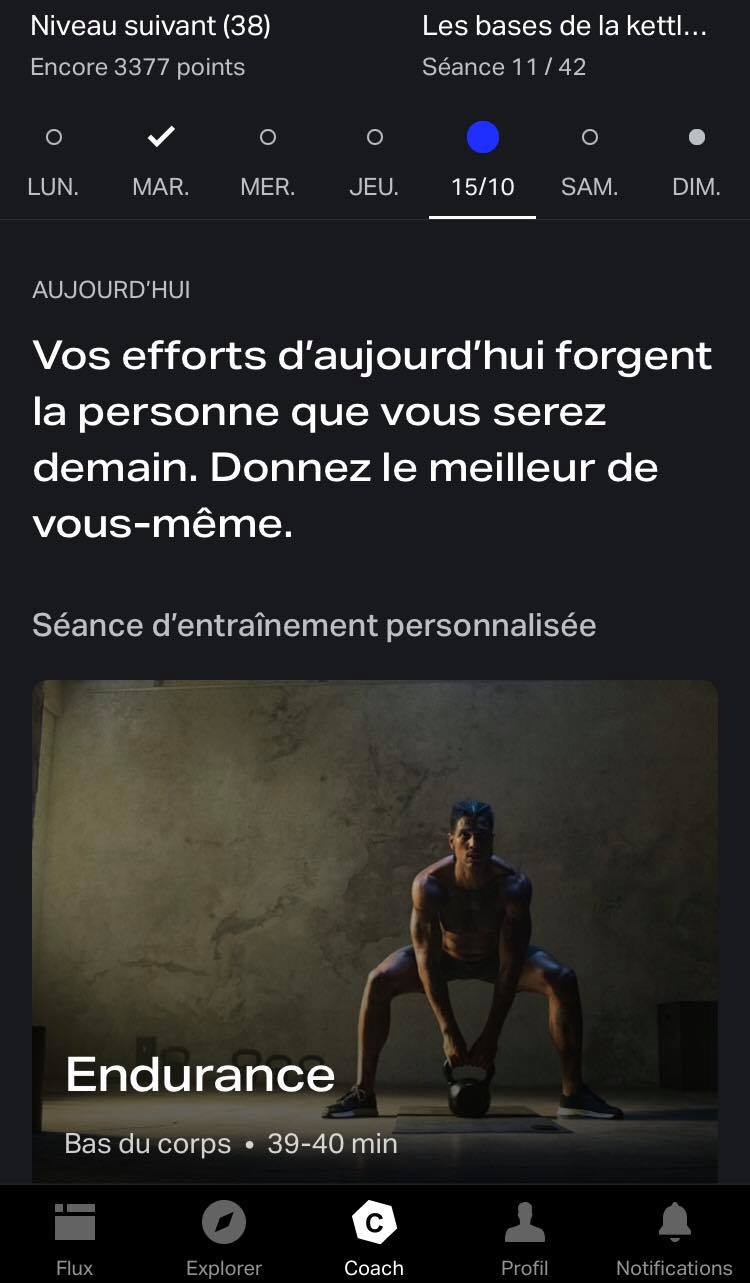 Niveau suivant (38)
Encore 3377 points
Les bases de la kettl...
Séance 11 / 42
LUN. MAR. MER. JEU. 15/10 SAM. DIM.
AUJOURD’HUI
Vos efforts d’aujourd’hui forgent
la personne que vous serez
demain. Donnez le meilleur de
vous-même.
Séance d’entraînement personnalisée
Endurance
Bas du corps • 39-40 min
C
Flux Explorer Coach Profil Notifications